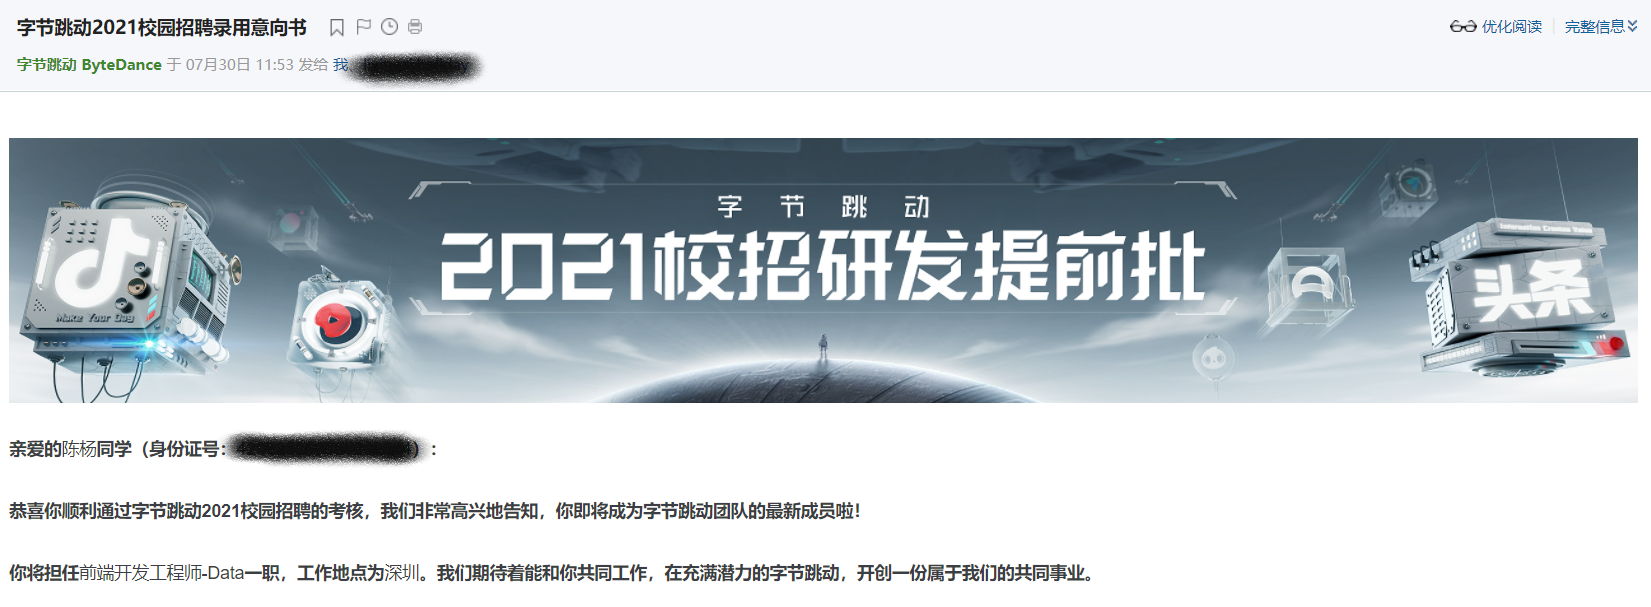 字节跳动2021校园招聘录用意向书
优化阅读 完整信息
字节跳动 ByteDance 于 07月30日 11:53 发给 我
字节跳动
2021校招研发提前批
Make Your Day
头条
亲爱的陈杨同学（身份证号：）：
恭喜你顺利通过字节跳动2021校园招聘的考核，我们非常高兴地告知，你即将成为字节跳动团队的最新成员啦！
你将担任前端开发工程师-Data一职，工作地点为深圳。我们期待着能和你共同工作，在充满潜力的字节跳动，开创一份属于我们的共同事业。